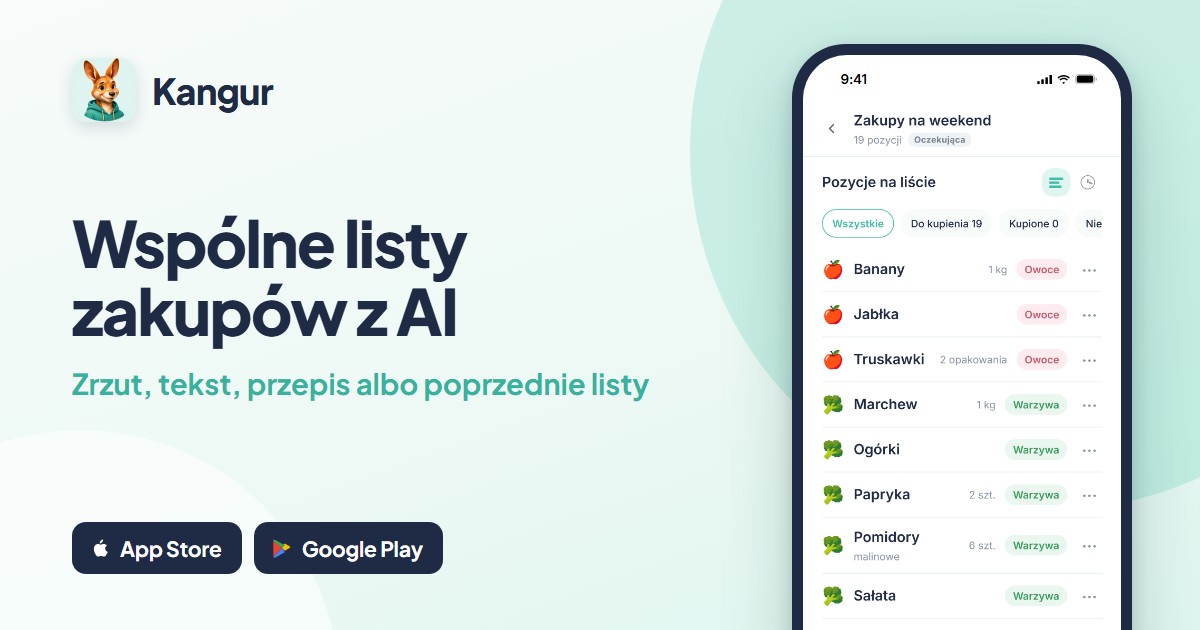 Kangur
Wspólne listy
zakupów z AI
Zrzut, tekst, przepis albo poprzednie listy
App Store
Google Play
9:41
Zakupy na weekend
19 pozycji Oczekująca
Pozycje na liście
Wszystkie Do kupienia 19 Kupione 0 Nie
Banany 1 kg Owoce
Jabłka Owoce
Truskawki 2 opakowania Owoce
Marchew 1 kg Warzywa
Ogórki Warzywa
Papryka 2 szt. Warzywa
Pomidory 6 szt. Warzywa
malinowe
Sałata Warzywa